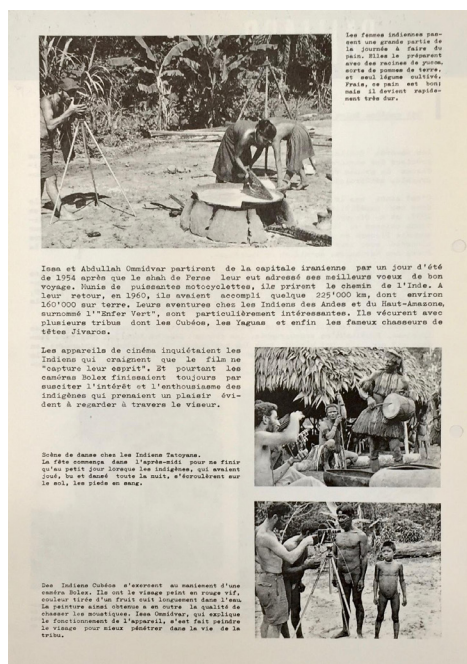 Les femmes indiennes pas-
sent une grande partie de
la journée à faire du
pain. Elles le préparent
avec des racines de yucca,
sorte de pommes de terre,
et seul légume cultivé.
Frais, ce pain est bon;
mais il devient rapide-
ment très dur.
Issa et Abdullah Ommidvar partirent de la capitale iranienne par un jour d'été
de 1954 après que le shah de Perse leur eut adressé ses meilleurs voeux de bon
voyage. Munis de puissantes motocyclettes, ils prirent le chemin de l'Inde. A
leur retour, en 1960, ils avaient accompli quelque 225'000 km, dont environ
160'000 sur terre. Leurs aventures chez les Indiens des Andes et du Haut-Amazone,
surnommé l'"Enfer Vert", sont particulièrement intéressantes. Ils vécurent avec
plusieurs tribus dont les Cubéos, les Yaguas et enfin les fameux chasseurs de
têtes Jivaros.
Les appareils de cinéma inquiétaient les
Indiens qui craignent que le film ne
"capture leur esprit". Et pourtant les
caméras Bolex finissaient toujours par
susciter l'intérêt et l'enthousiasme des
indigènes qui prenaient un plaisir évi-
dent à regarder à travers le viseur.
Scène de danse chez les Indiens Tatoyans.
La fête commença dans l'après-midi pour ne finir
qu'au petit jour lorsque les indigènes, qui avaient
joué, bu et dansé toute la nuit, s'écroulèrent sur
le sol, les pieds en sang.
Des Indiens Cubéos s'exercent au maniement d'une
caméra Bolex. Ils ont le visage peint en rouge vif,
couleur tirée d'un fruit cuit longuement dans l'eau.
La peinture ainsi obtenue a en outre la qualité de
chasser les moustiques. Issa Ommidvar, qui explique
le fonctionnement de l'appareil, s'est fait peindre
le visage pour mieux pénétrer dans la vie de la
tribu.